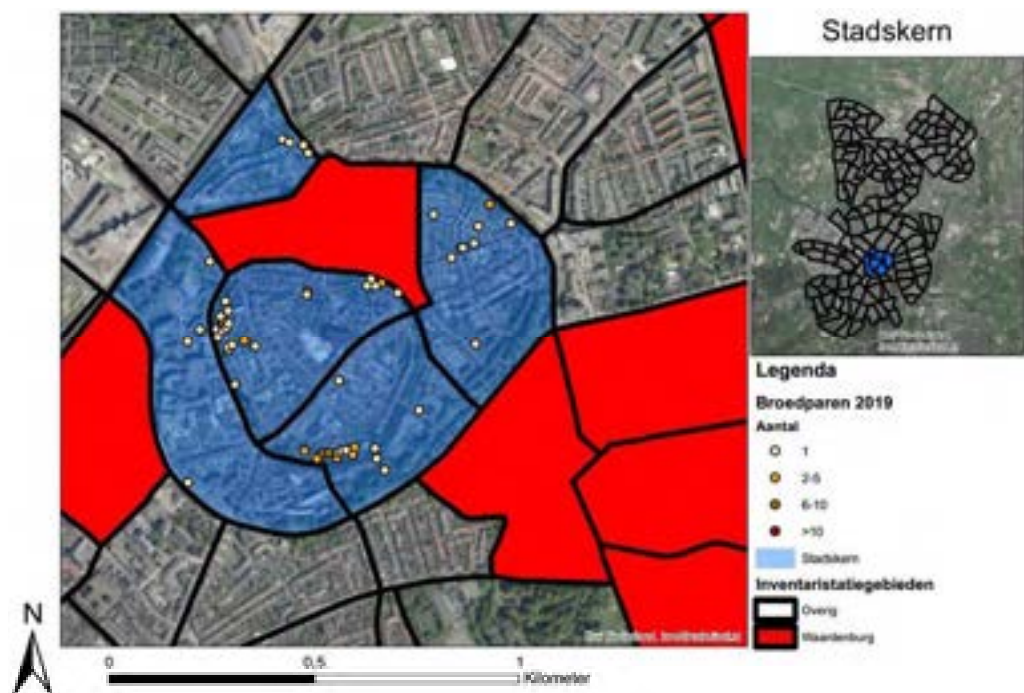 Stadskern
Legenda
Broedparen 2019
Aantal
1
2-5
6-10
>10
Stadskern
Inventaristatiegebieden
Overig
Waardenburg
N
0
0,5
1
Kilometer